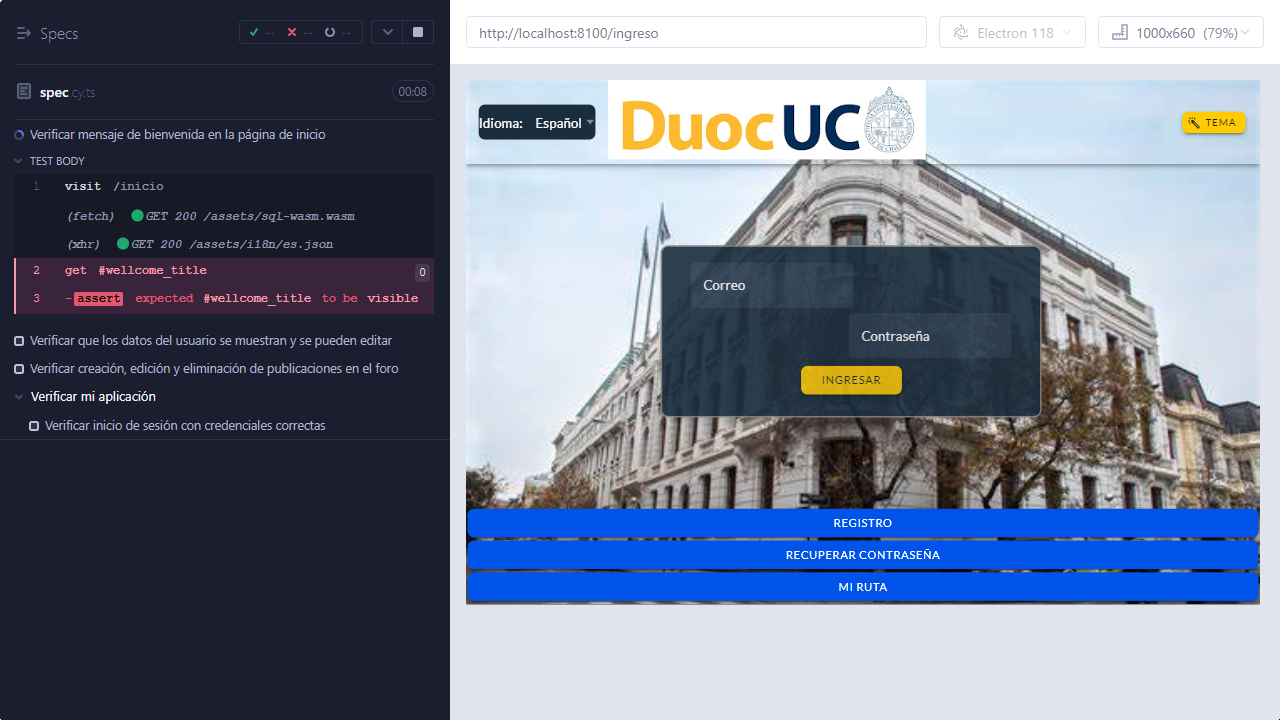 Specs
-- -- --
spec.cy.ts 00:08
Verificar mensaje de bienvenida en la página de inicio
TEST BODY
1 visit /inicio
(fetch) GET 200 /assets/sql-wasm.wasm
(xhr) GET 200 /assets/i18n/es.json
2 get #wellcome_title 0
3 -assert expected #wellcome_title to be visible
Verificar que los datos del usuario se muestran y se pueden editar
Verificar creación, edición y eliminación de publicaciones en el foro
Verificar mi aplicación
Verificar inicio de sesión con credenciales correctas
http://localhost:8100/ingreso
Electron 118
1000x660 (79%)
Idioma: Español
Duoc UC
TEMA
Correo
Contraseña
INGRESAR
REGISTRO
RECUPERAR CONTRASEÑA
MI RUTA